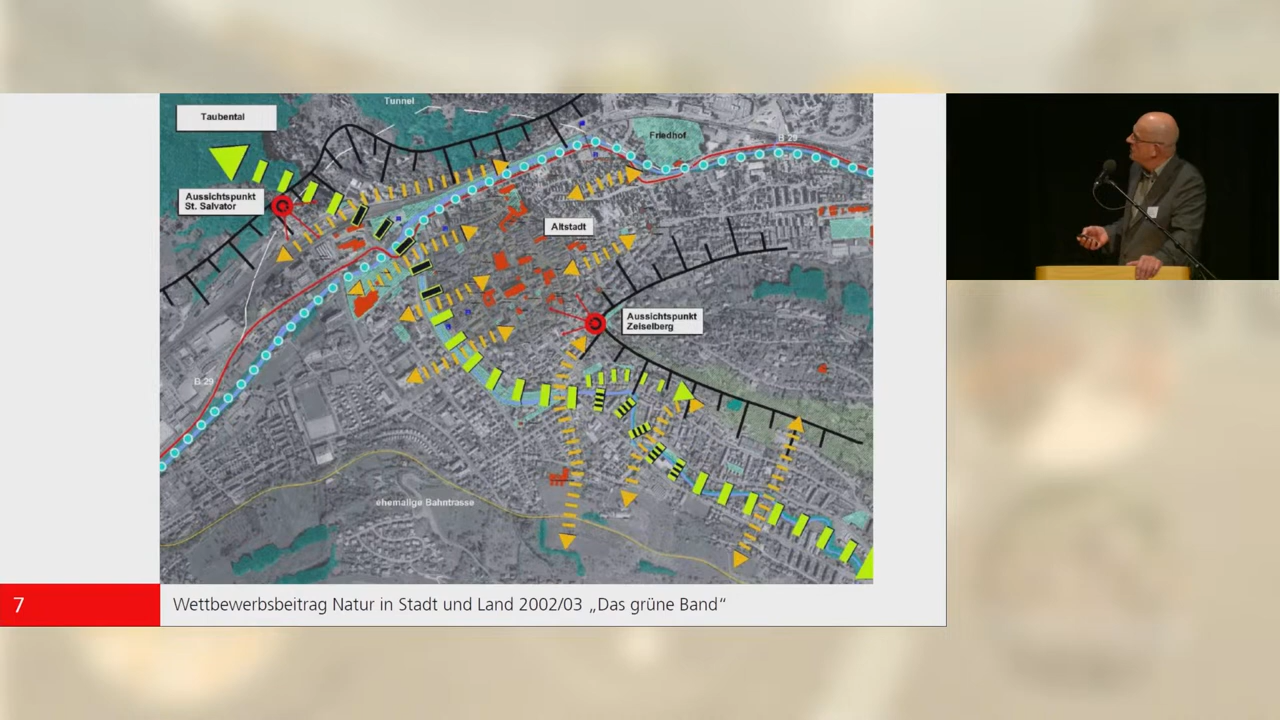 Tunnel
Taubental
Friedhof
B 29
Aussichtspunkt
St. Salvator
Altstadt
Aussichtspunkt
Zeiselberg
B 29
ehemalige Bahntrasse
7
Wettbewerbsbeitrag Natur in Stadt und Land 2002/03 „Das grüne Band“